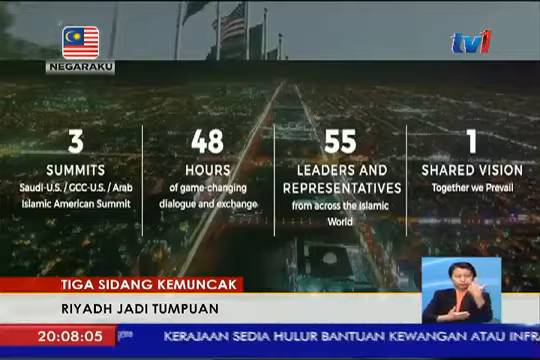 NEGARAKU
tv1
3
SUMMITS
Saudi-U.S. / GCC-U.S. / Arab
Islamic American Summit
48
HOURS
of game-changing
dialogue and exchange
55
LEADERS AND
REPRESENTATIVES
from across the Islamic
World
1
SHARED VISION
Together we Prevail
TIGA SIDANG KEMUNCAK
RIYADH JADI TUMPUAN
20:08:05
KERAJAAN SEDIA HULUR BANTUAN KEWANGAN ATAU INFRA